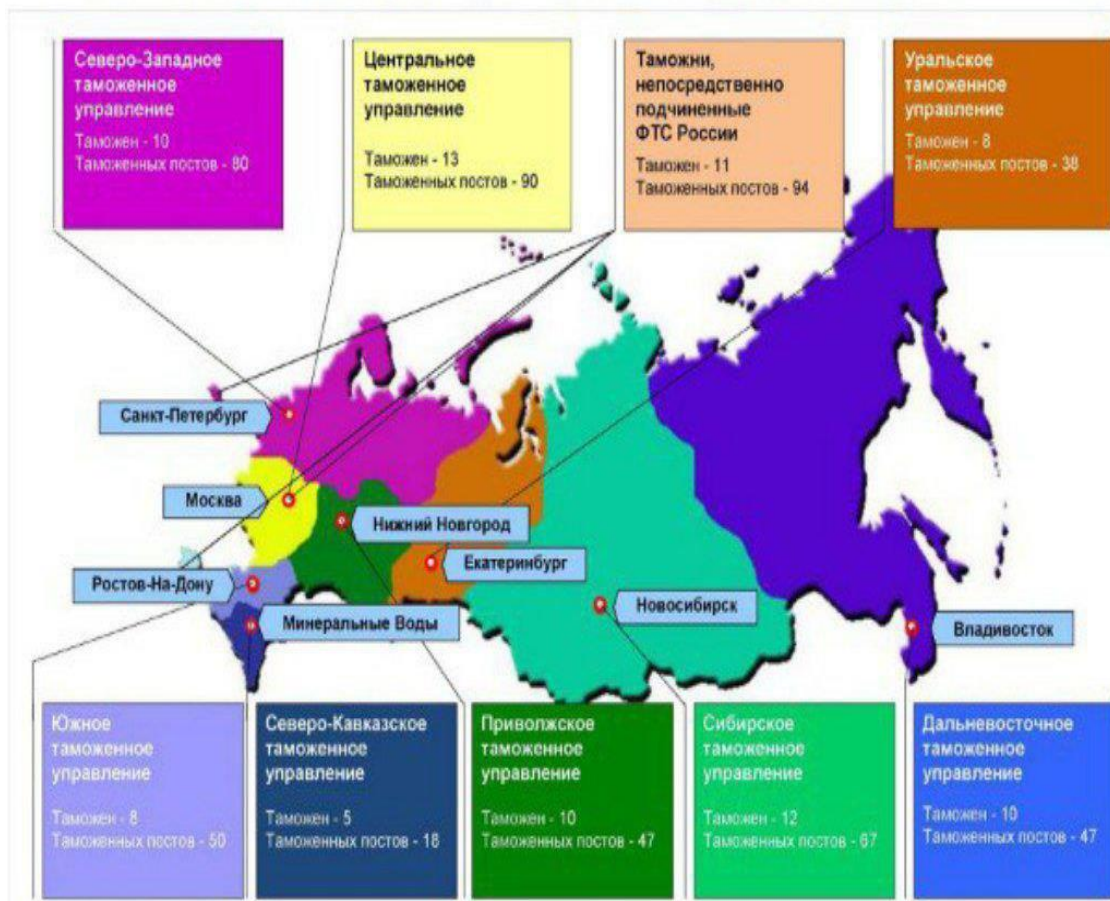 Северо-Западное
таможенное
управление
Таможен - 10
Таможенных постов - 80
Центральное
таможенное
управление
Таможен - 13
Таможенных постов - 90
Таможни,
непосредственно
подчиненные
ФТС России
Таможен - 11
Таможенных постов - 94
Уральское
таможенное
управление
Таможен - 8
Таможенных постов - 38
Санкт-Петербург
Москва
Нижний Новгород
Екатеринбург
Ростов-На-Дону
Новосибирск
Минеральные Воды
Владивосток
Южное
таможенное
управление
Таможен - 8
Таможенных постов - 50
Северо-Кавказское
таможенное
управление
Таможен - 5
Таможенных постов - 18
Приволжское
таможенное
управление
Таможен - 10
Таможенных постов - 47
Сибирское
таможенное
управление
Таможен - 12
Таможенных постов - 67
Дальневосточное
таможенное
управление
Таможен - 10
Таможенных постов - 47